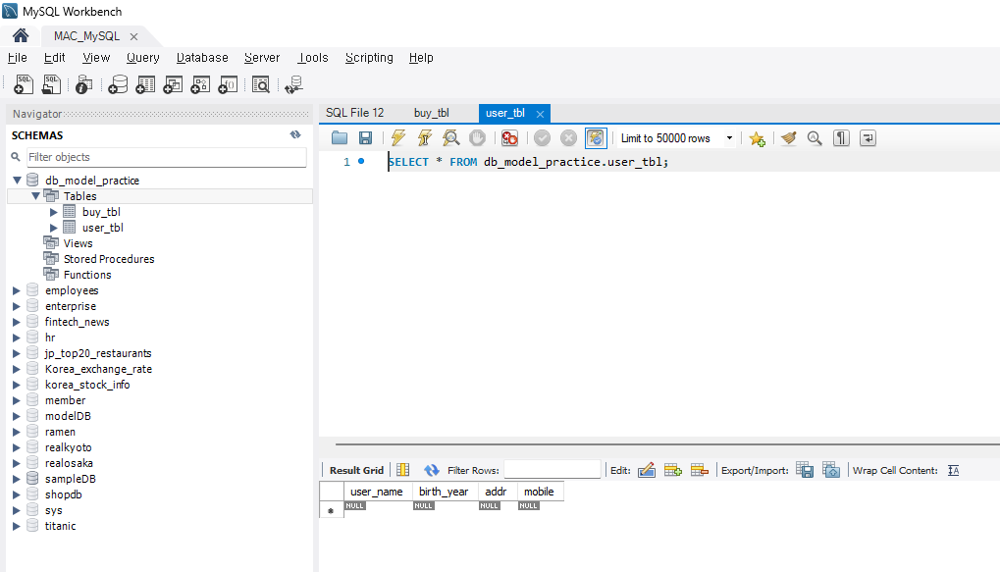 MySQL Workbench
MAC_MySQL
File Edit View Query Database Server Tools Scripting Help
Navigator
SCHEMAS
Filter objects
db_model_practice
Tables
buy_tbl
user_tbl
Views
Stored Procedures
Functions
employees
enterprise
fintech_news
hr
jp_top20_restaurants
Korea_exchange_rate
korea_stock_info
member
modelDB
ramen
realkyoto
realosaka
sampleDB
shopdb
sys
titanic
SQL File 12 buy_tbl user_tbl
Limit to 50000 rows
1 SELECT * FROM db_model_practice.user_tbl;
Result Grid Filter Rows: Edit: Export/Import: Wrap Cell Content:
user_name birth_year addr mobile
* NULL NULL NULL NULL